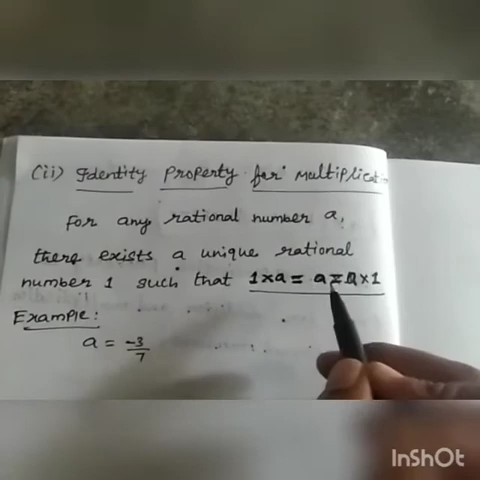 (ii) Identity Property for Multiplicati
For any rational number a,
there exists a unique rational
number 1 such that 1×a = a = a×1
Example:
a = -3/7
InShOt